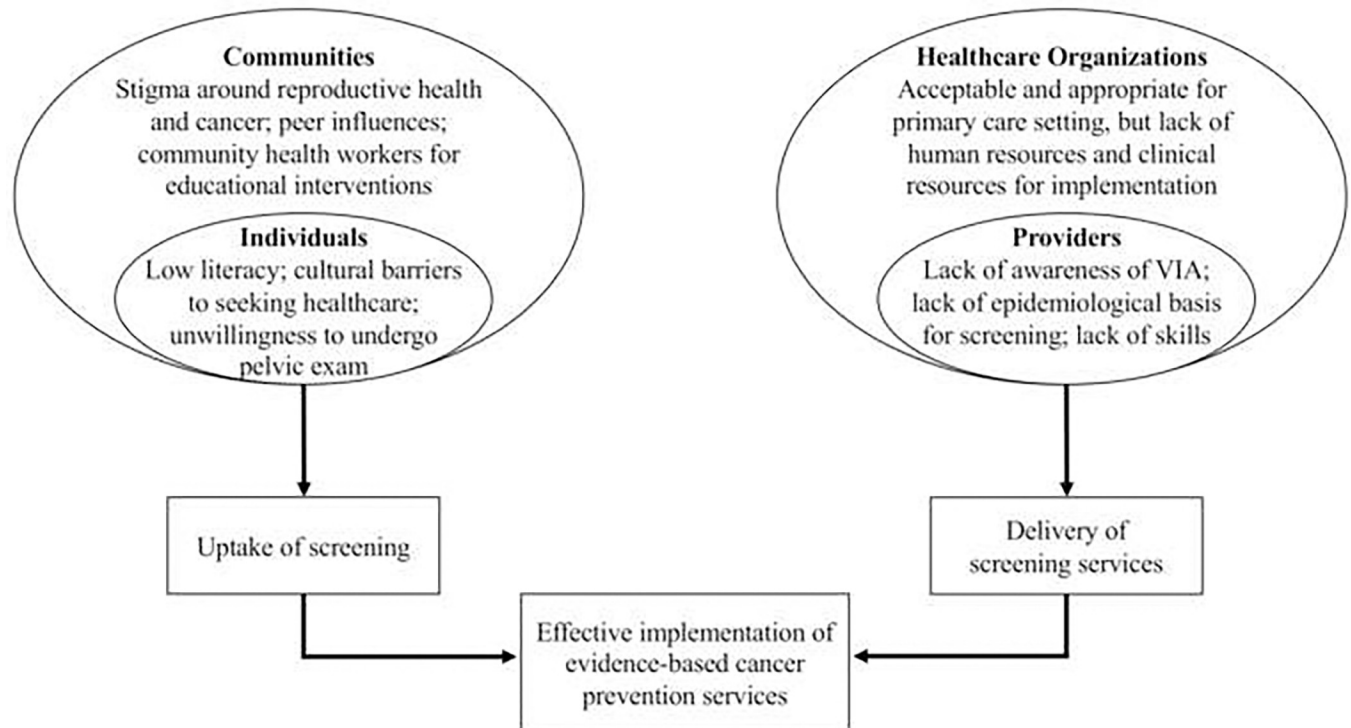 Communities
Stigma around reproductive health
and cancer; peer influences;
community health workers for
educational interventions
Individuals
Low literacy; cultural barriers
to seeking healthcare;
unwillingness to undergo
pelvic exam
Healthcare Organizations
Acceptable and appropriate for
primary care setting, but lack of
human resources and clinical
resources for implementation
Providers
Lack of awareness of VIA;
lack of epidemiological basis
for screening; lack of skills
Uptake of screening
Delivery of
screening services
Effective implementation of
evidence-based cancer
prevention services